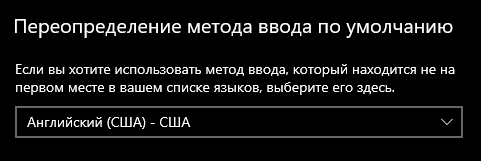 Переопределение метода ввода по умолчанию
Если вы хотите использовать метод ввода, который находится не на
первом месте в вашем списке языков, выберите его здесь.
Английский (США) - США